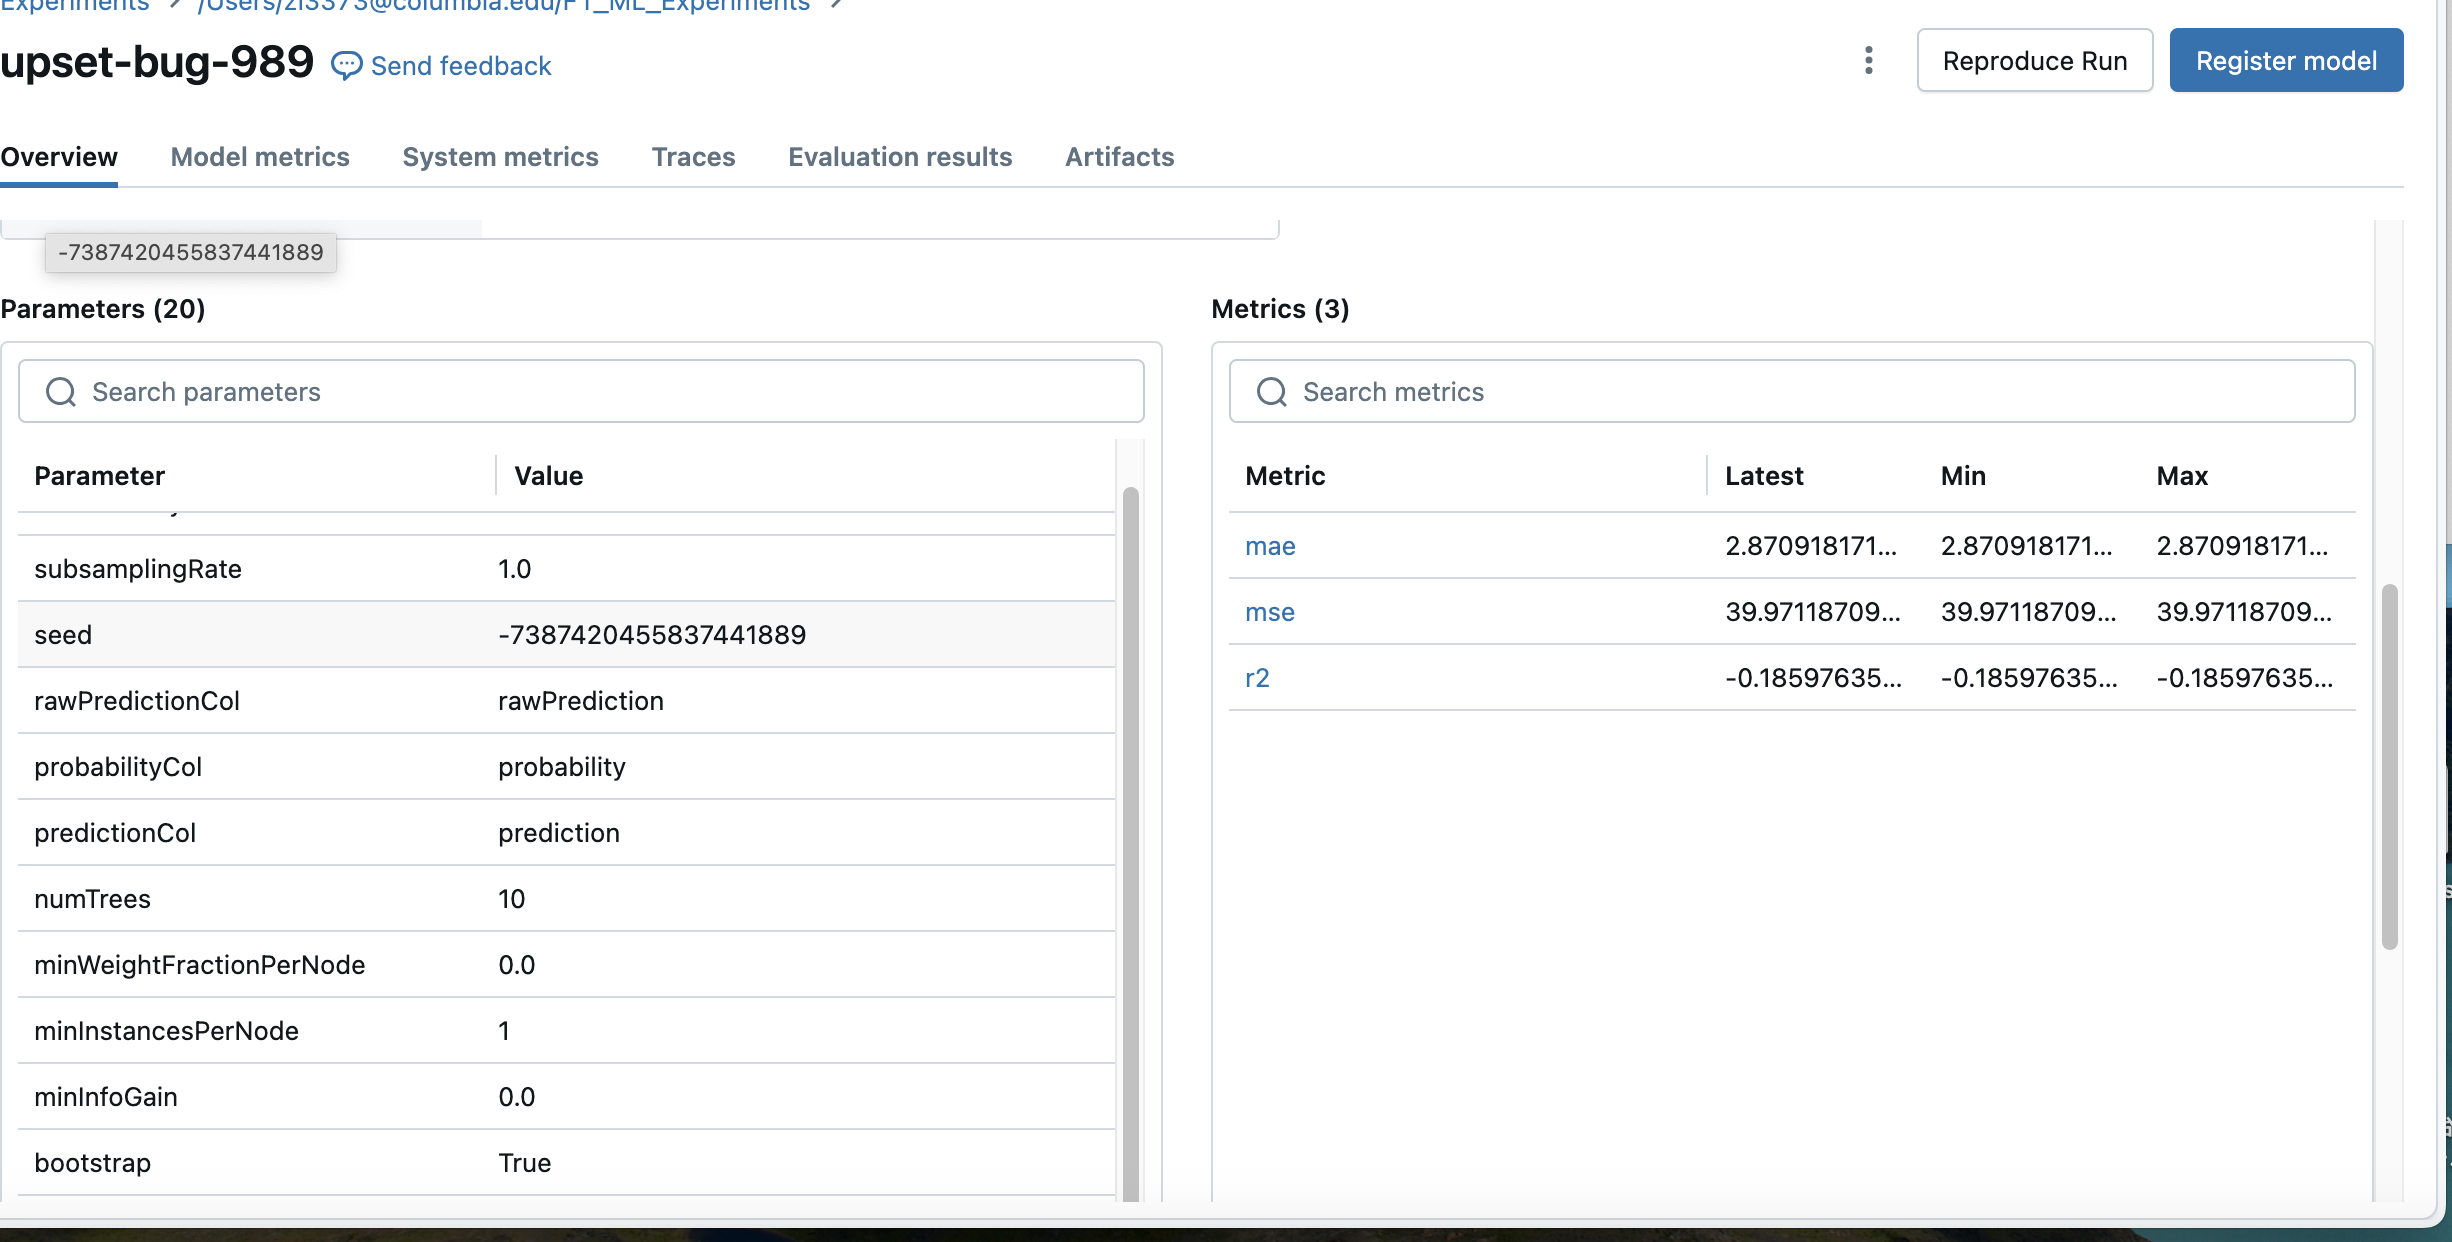 Experiments > /Users/zl3373@columbia.edu/F1_ML_Experiments >
upset-bug-989 Send feedback
Reproduce Run Register model
Overview Model metrics System metrics Traces Evaluation results Artifacts
-7387420455837441889
Parameters (20)
Search parameters
Parameter Value
subsamplingRate 1.0
seed -7387420455837441889
rawPredictionCol rawPrediction
probabilityCol probability
predictionCol prediction
numTrees 10
minWeightFractionPerNode 0.0
minInstancesPerNode 1
minInfoGain 0.0
bootstrap True
Metrics (3)
Search metrics
Metric Latest Min Max
mae 2.870918171... 2.870918171... 2.870918171...
mse 39.97118709... 39.97118709... 39.97118709...
r2 -0.18597635... -0.18597635... -0.18597635...